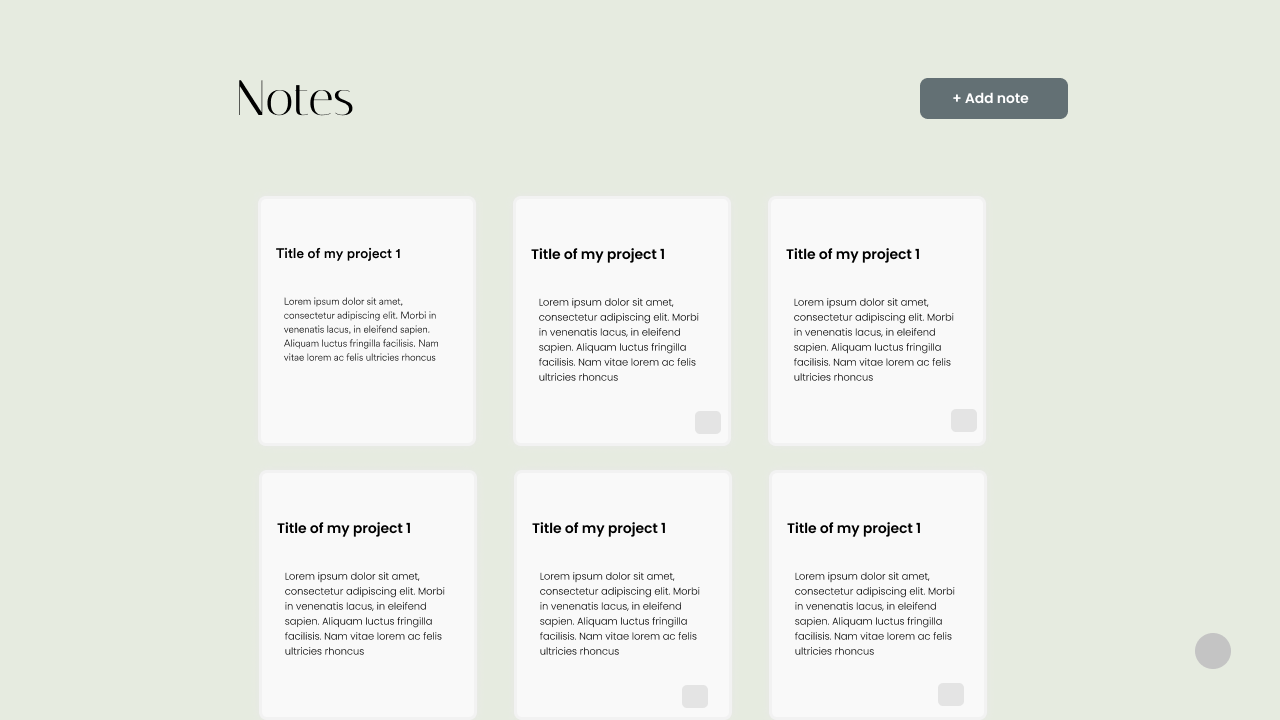 Notes
+ Add note
Title of my project 1
Lorem ipsum dolor sit amet,
consectetur adipiscing elit. Morbi in
venenatis lacus, in eleifend sapien.
Aliquam luctus fringilla facilisis. Nam
vitae lorem ac felis ultricies rhoncus
Title of my project 1
Lorem ipsum dolor sit amet,
consectetur adipiscing elit. Morbi
in venenatis lacus, in eleifend
sapien. Aliquam luctus fringilla
facilisis. Nam vitae lorem ac felis
ultricies rhoncus
Title of my project 1
Lorem ipsum dolor sit amet,
consectetur adipiscing elit. Morbi
in venenatis lacus, in eleifend
sapien. Aliquam luctus fringilla
facilisis. Nam vitae lorem ac felis
ultricies rhoncus
Title of my project 1
Lorem ipsum dolor sit amet,
consectetur adipiscing elit. Morbi
in venenatis lacus, in eleifend
sapien. Aliquam luctus fringilla
facilisis. Nam vitae lorem ac felis
ultricies rhoncus
Title of my project 1
Lorem ipsum dolor sit amet,
consectetur adipiscing elit. Morbi
in venenatis lacus, in eleifend
sapien. Aliquam luctus fringilla
facilisis. Nam vitae lorem ac felis
ultricies rhoncus
Title of my project 1
Lorem ipsum dolor sit amet,
consectetur adipiscing elit. Morbi
in venenatis lacus, in eleifend
sapien. Aliquam luctus fringilla
facilisis. Nam vitae lorem ac felis
ultricies rhoncus